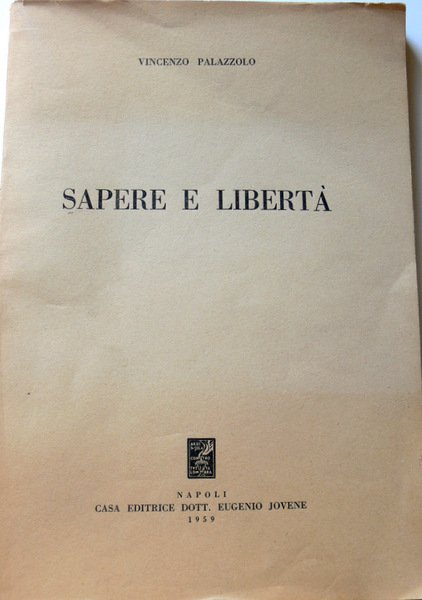 VINCENZO PALAZZOLO
SAPERE E LIBERTÀ
NAPOLI
CASA EDITRICE DOTT. EUGENIO JOVENE
1959